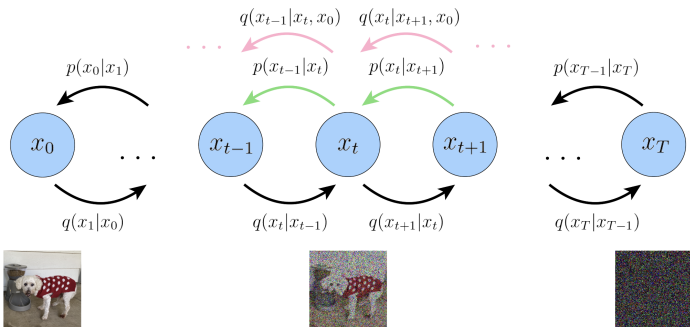 q(x_{t-1}|x_t, x_0) q(x_t|x_{t+1}, x_0)
. . . . . .
p(x_0|x_1) p(x_{t-1}|x_t) p(x_t|x_{t+1}) p(x_{T-1}|x_T)
x_0 . . . x_{t-1} x_t x_{t+1} . . . x_T
q(x_1|x_0) q(x_t|x_{t-1}) q(x_{t+1}|x_t) q(x_T|x_{T-1})